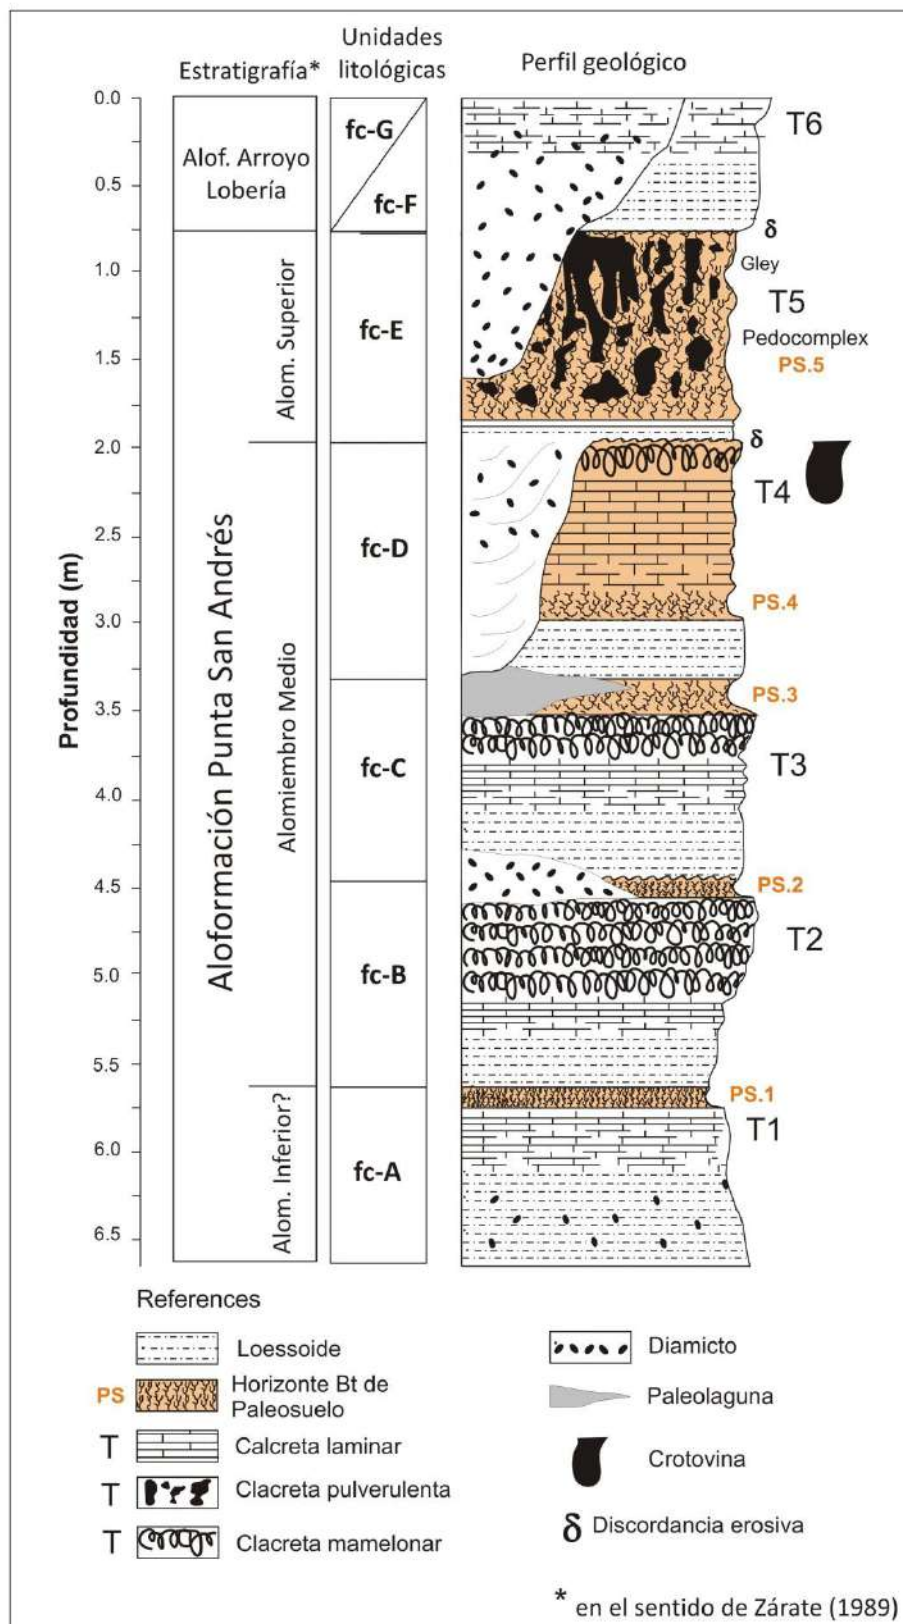 Estratigrafía*
Unidades
litológicas
Perfil geológico
Profundidad (m)
0.0
0.5
1.0
1.5
2.0
2.5
3.0
3.5
4.0
4.5
5.0
5.5
6.0
6.5
Alof. Arroyo
Lobería
Aloformación Punta San Andrés
Alom. Superior
Alomiembro Medio
Alom. Inferior?
fc-G
fc-F
fc-E
fc-D
fc-C
fc-B
fc-A
T6
δ
Gley
T5
Pedocomplex
PS.5
δ
T4
PS.4
PS.3
T3
PS.2
T2
PS.1
T1
References
Loessoide
PS Horizonte Bt de
Paleosuelo
T Calcreta laminar
T Clacreta pulverulenta
T Clacreta mamelonar
Diamicto
Paleolaguna
Crotovina
δ Discordancia erosiva
* en el sentido de Zárate (1989)